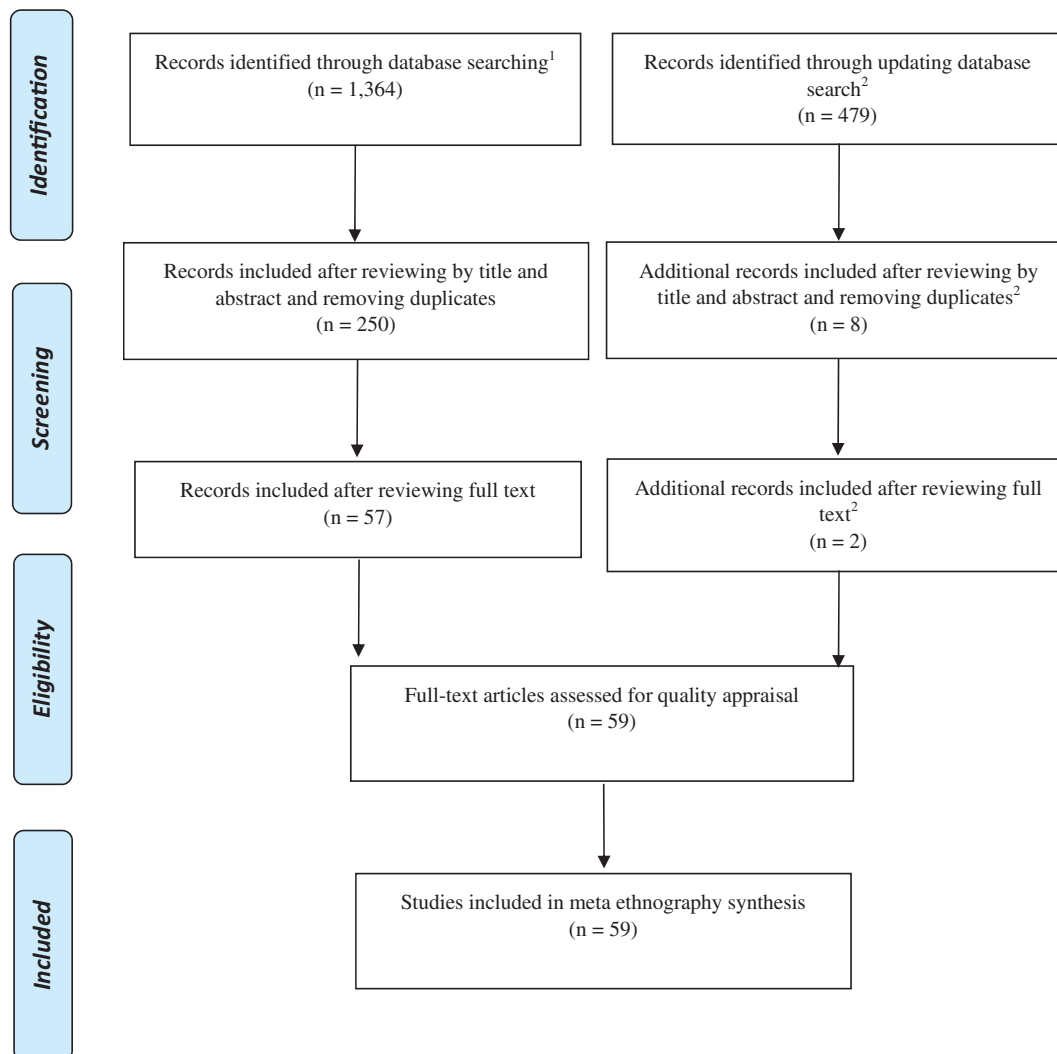 Identification
Records identified through database searching1
(n = 1,364)
Records identified through updating database
search2
(n = 479)
Screening
Records included after reviewing by title and
abstract and removing duplicates
(n = 250)
Additional records included after reviewing by
title and abstract and removing duplicates2
(n = 8)
Records included after reviewing full text
(n = 57)
Additional records included after reviewing full
text2
(n = 2)
Eligibility
Full-text articles assessed for quality appraisal
(n = 59)
Included
Studies included in meta ethnography synthesis
(n = 59)